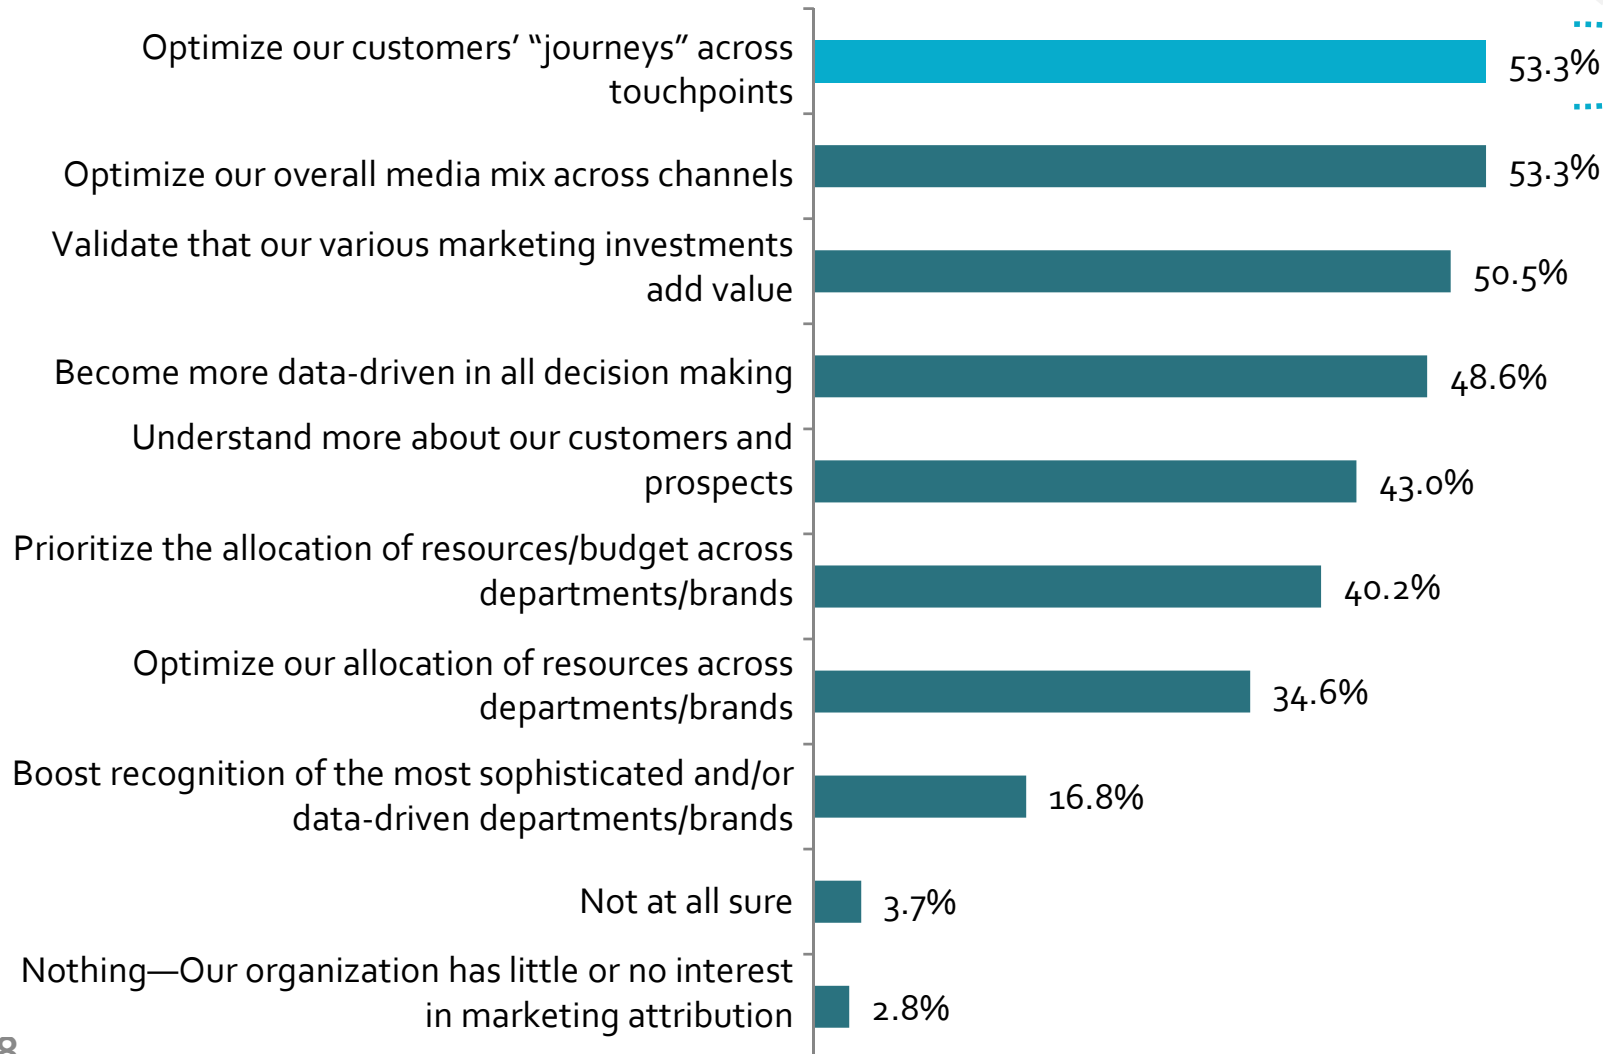 Optimize our customers’ “journeys” across
touchpoints
53.3%
Optimize our overall media mix across channels
53.3%
Validate that our various marketing investments
add value
50.5%
Become more data-driven in all decision making
48.6%
Understand more about our customers and
prospects
43.0%
Prioritize the allocation of resources/budget across
departments/brands
40.2%
Optimize our allocation of resources across
departments/brands
34.6%
Boost recognition of the most sophisticated and/or
data-driven departments/brands
16.8%
Not at all sure
3.7%
Nothing—Our organization has little or no interest
in marketing attribution
2.8%
8